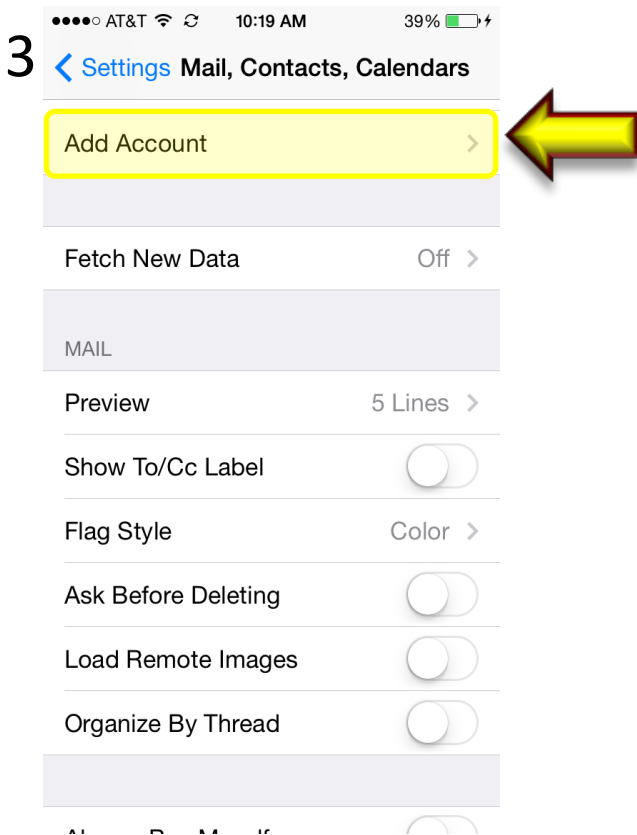 AT&T 10:19 AM 39%
3
Settings Mail, Contacts, Calendars
Add Account
Fetch New Data Off
MAIL
Preview 5 Lines
Show To/Cc Label
Flag Style Color
Ask Before Deleting
Load Remote Images
Organize By Thread